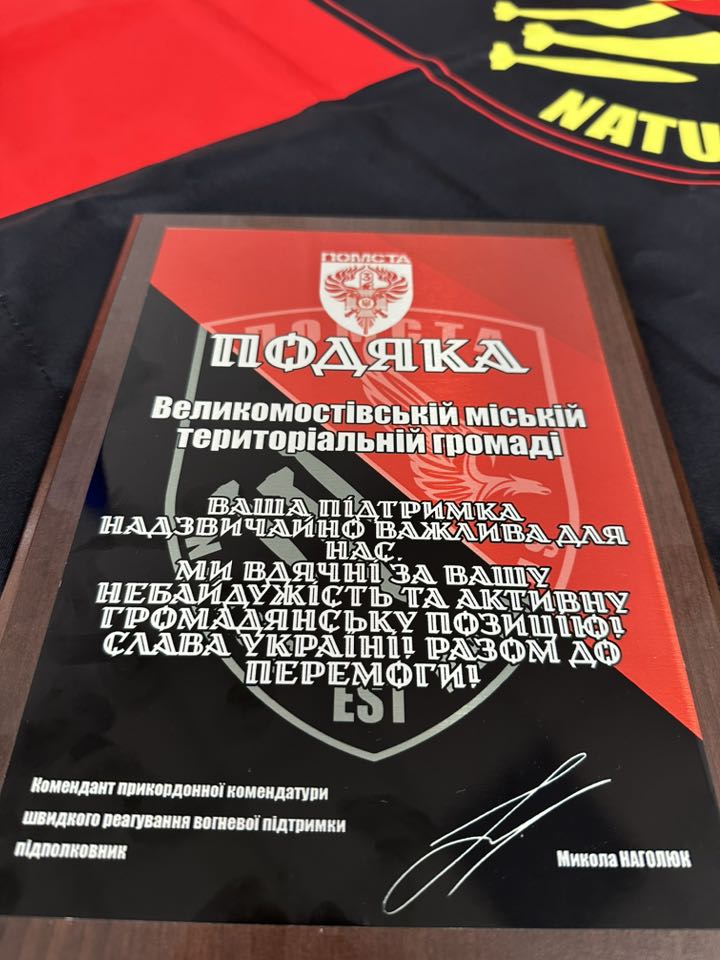 NATU
ПОМСТА
ПОМСТА
ПОДЯКА
Великомостівській міській
територіальній громаді
ВАША ПІДТРИМКА
НАДЗВИЧАЙНО ВАЖЛИВА ДЛЯ
НАС.
МИ ВДЯЧНІ ЗА ВАШУ
НЕБАЙДУЖІСТЬ ТА АКТИВНУ
ГРОМАДЯНСЬКУ ПОЗИЦІЮ!
СЛАВА УКРАЇНІ! РАЗОМ ДО
ПЕРЕМОГИ!
EST
Комендант прикордонної комендатури
швидкого реагування вогневої підтримки
підполковник
Микола НАГОЛЮК